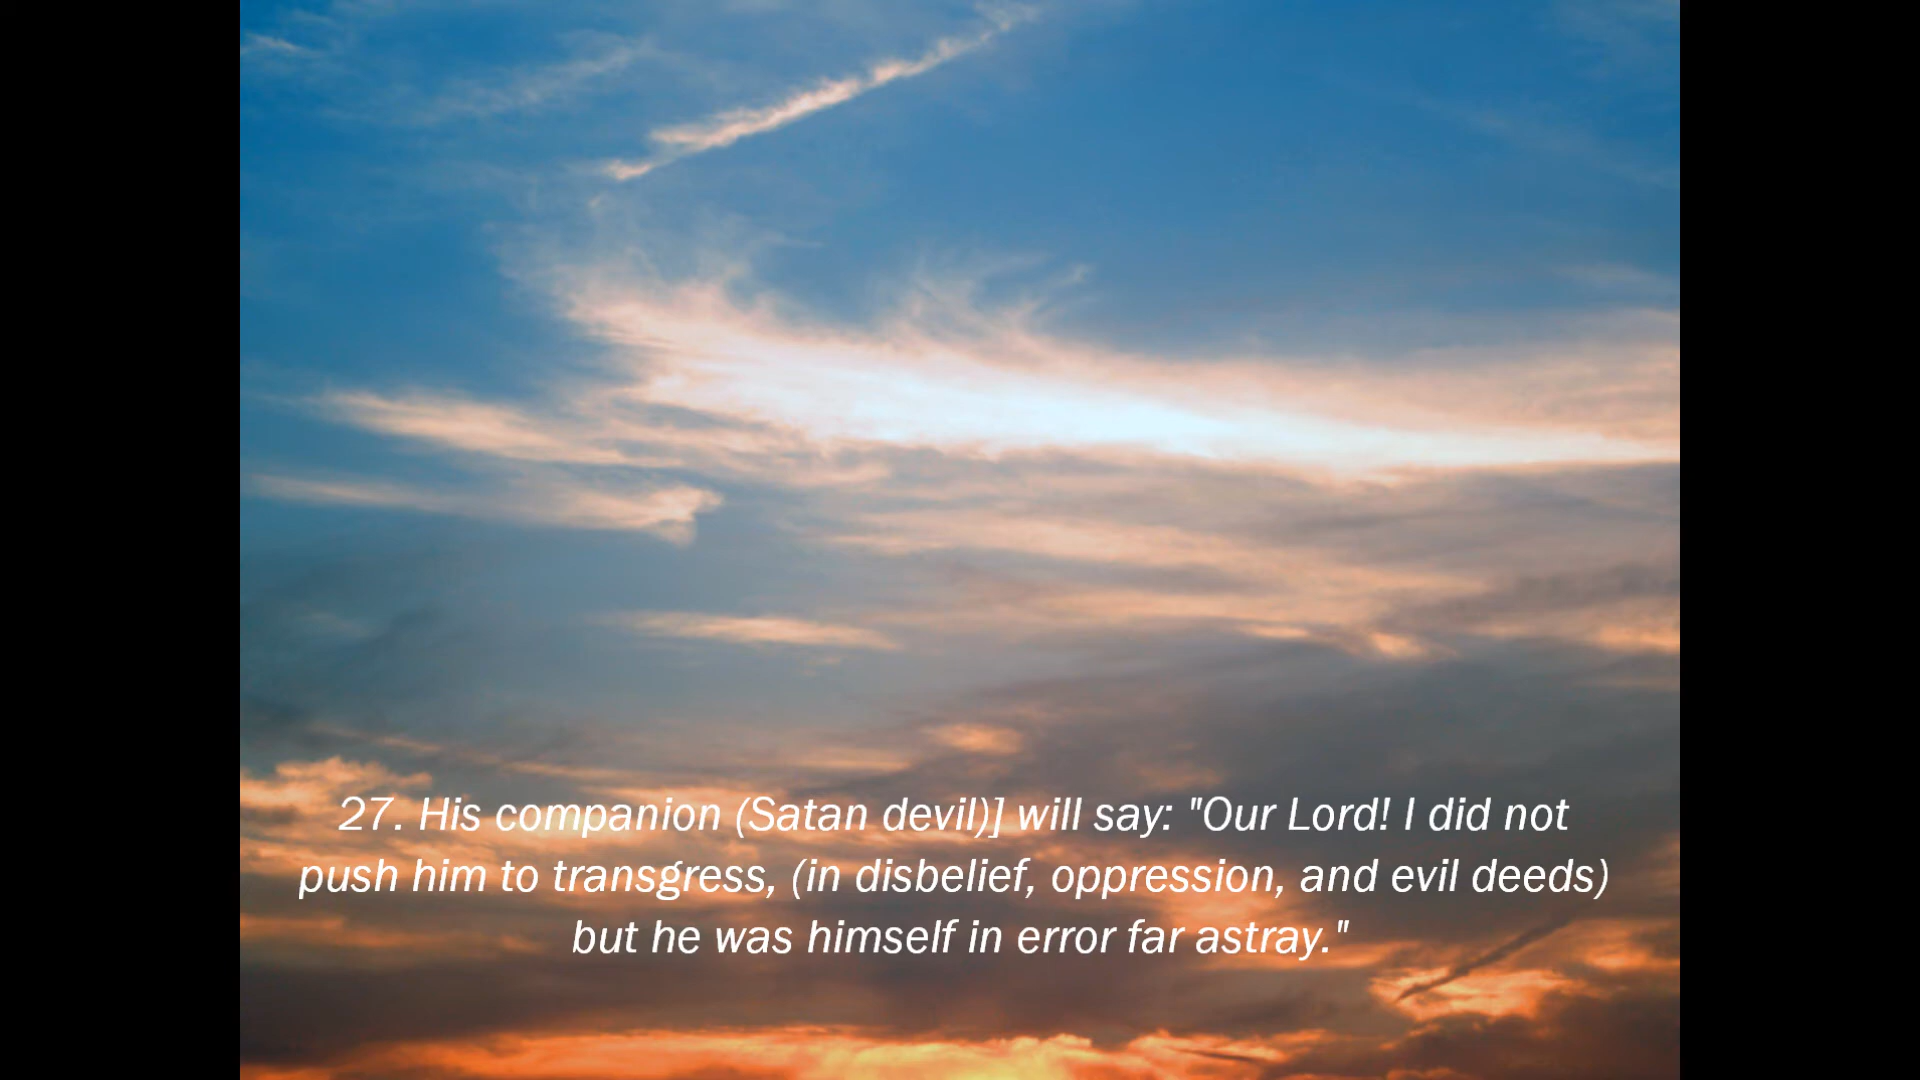 27. His companion (Satan devil)] will say: "Our Lord! I did not
push him to transgress, (in disbelief, oppression, and evil deeds)
but he was himself in error far astray."